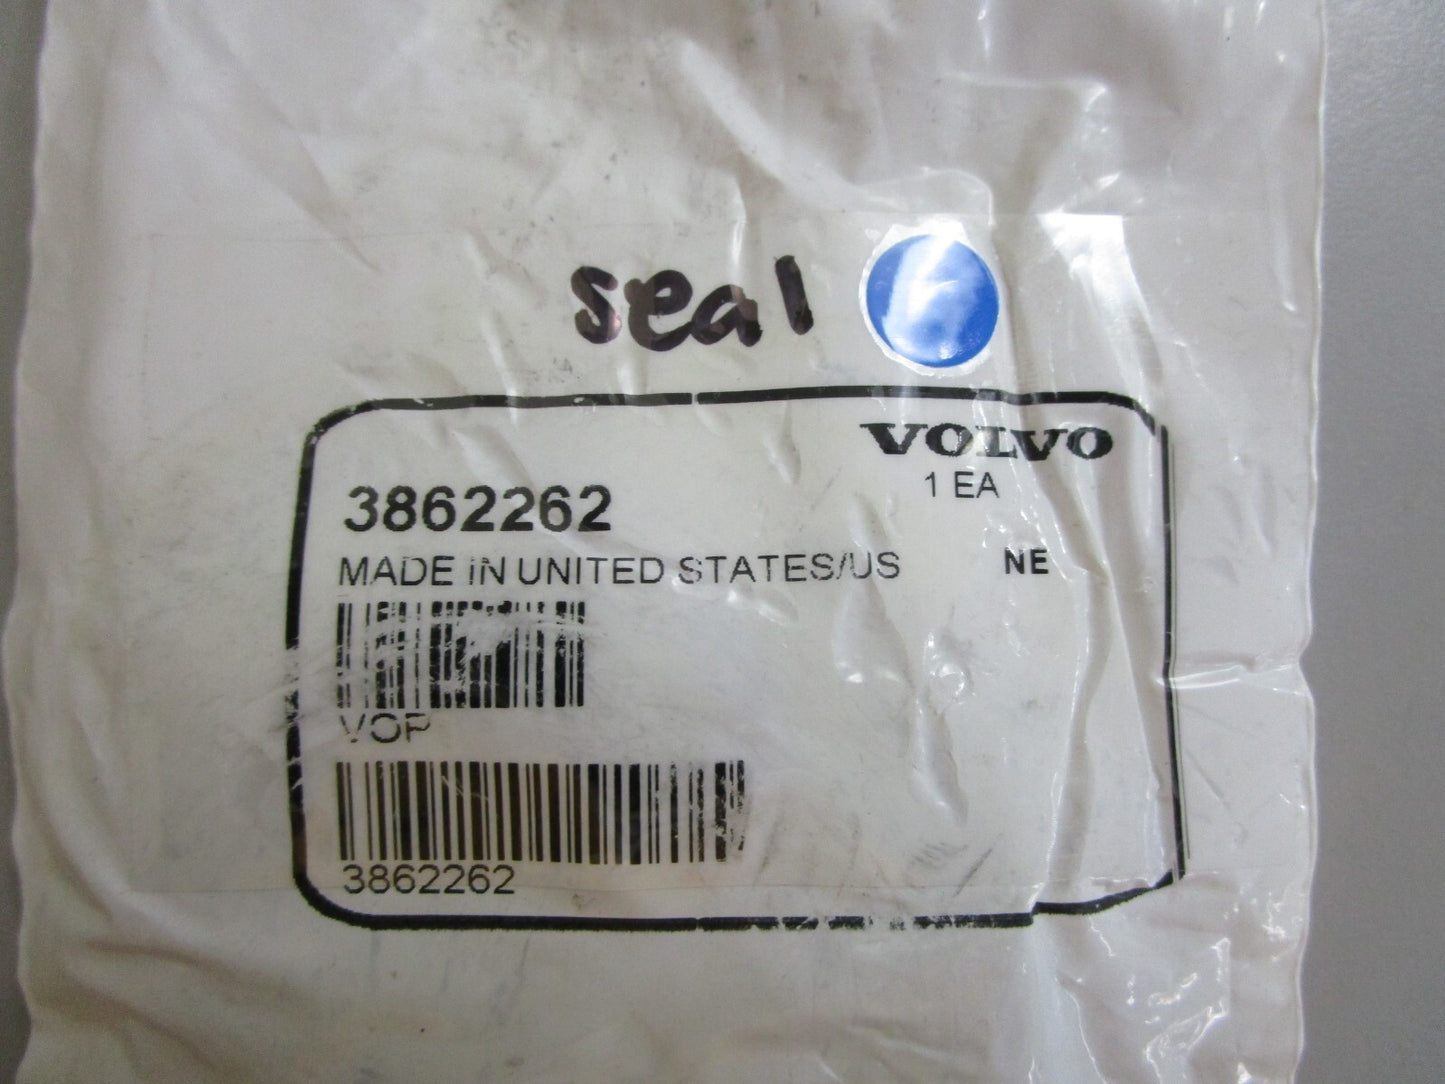 seal
VOLVO
1 EA
3862262
MADE IN UNITED STATES/US NE
VOP
3862262